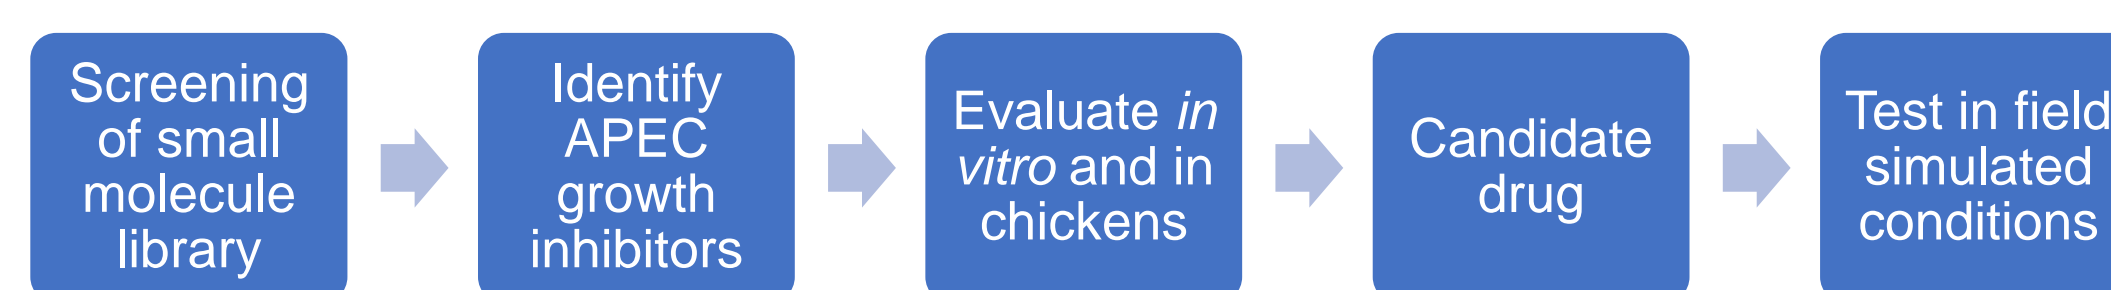 Screening
of small
molecule
library
Identify
APEC
growth
inhibitors
Evaluate in
vitro and in
chickens
Candidate
drug
Test in field
simulated
conditions